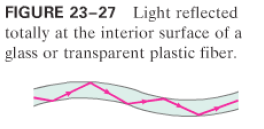 FIGURE 23–27 Light reflected
totally at the interior surface of a
glass or transparent plastic fiber.